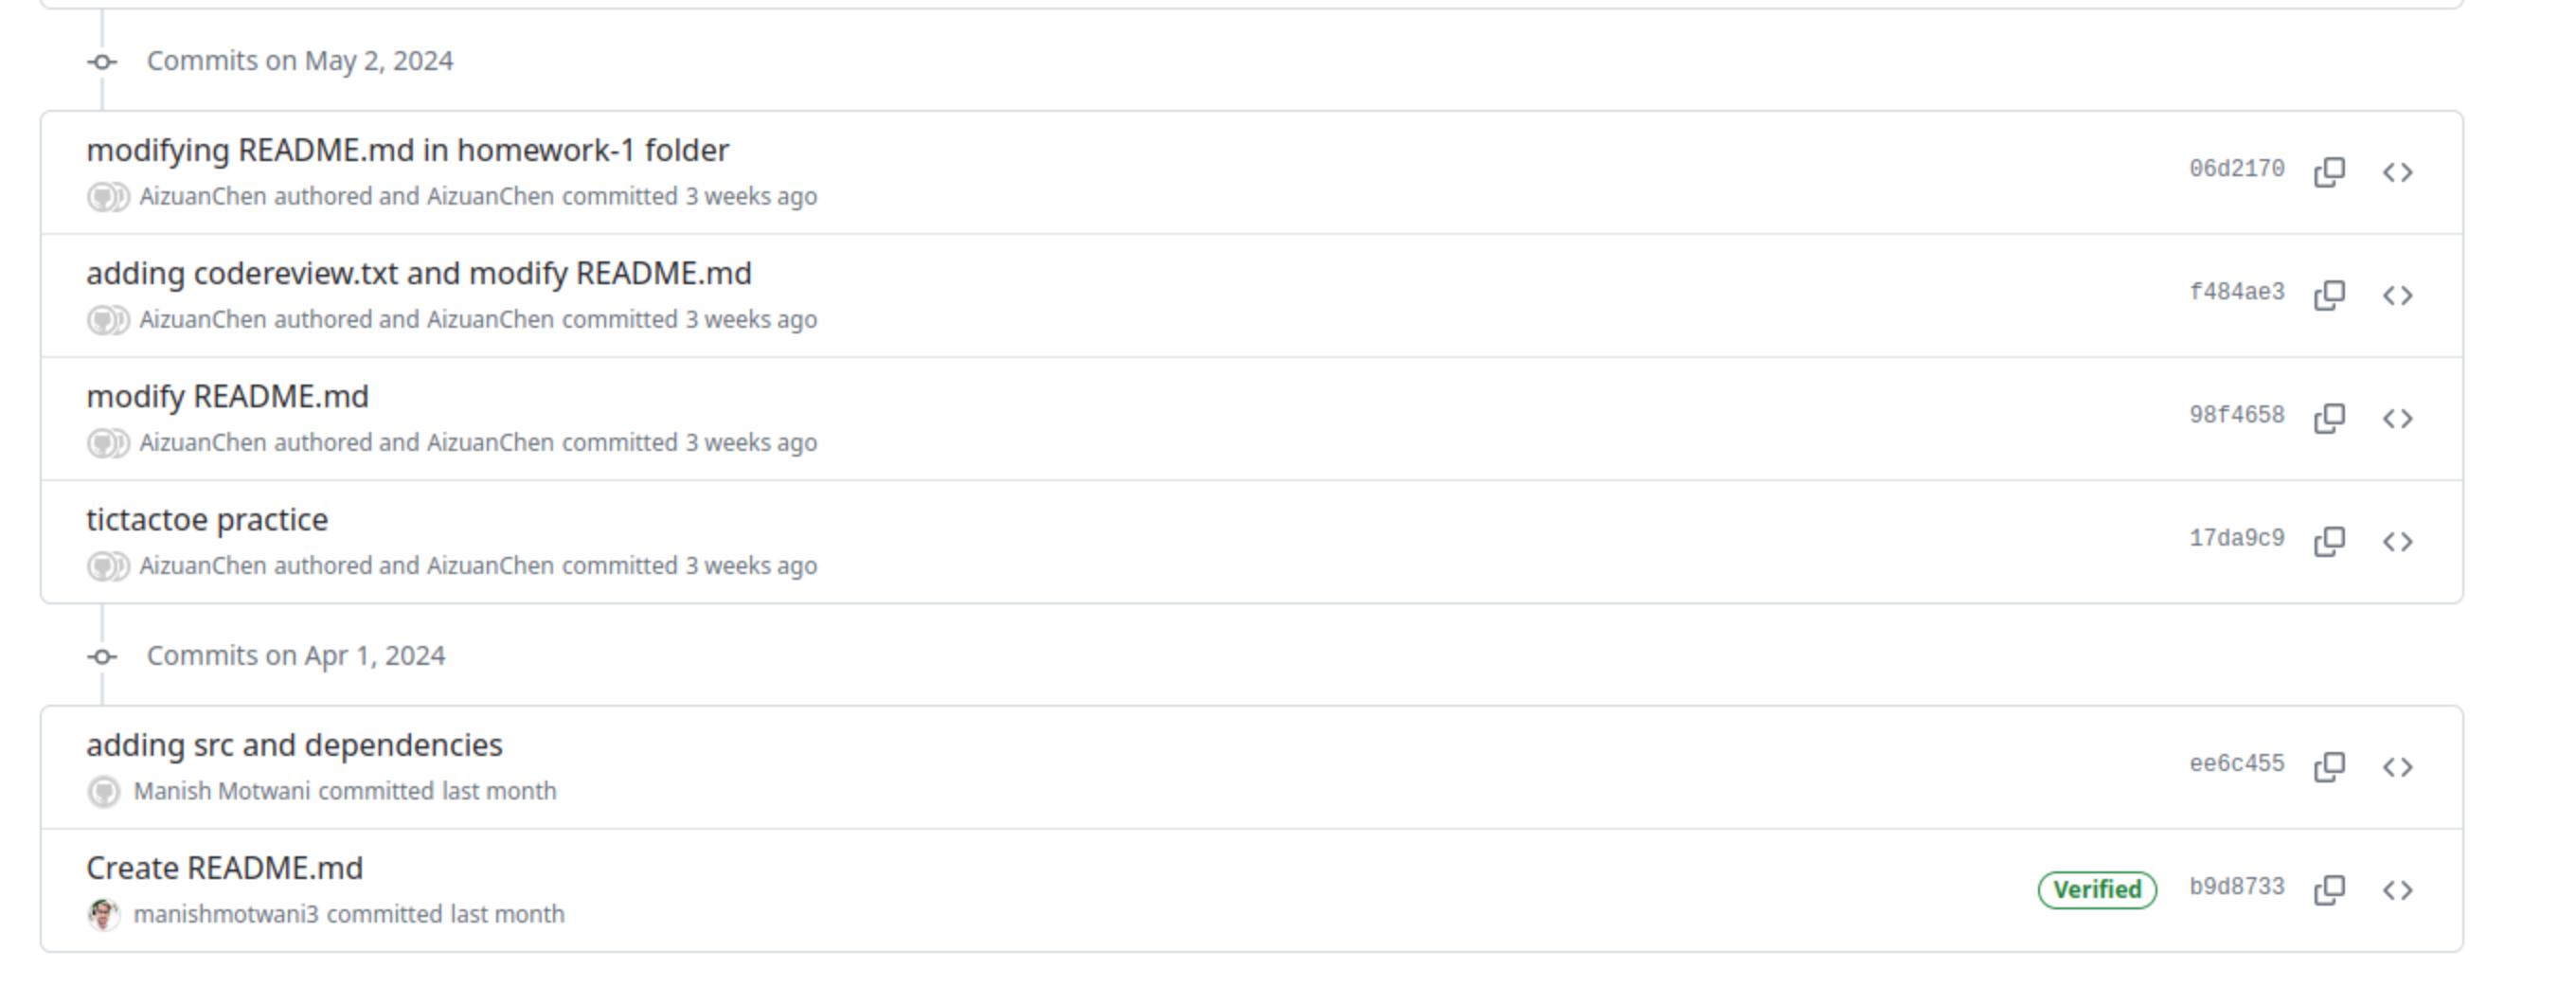 Commits on May 2, 2024
modifying README.md in homework-1 folder
AizuanChen authored and AizuanChen committed 3 weeks ago
06d2170
adding codereview.txt and modify README.md
AizuanChen authored and AizuanChen committed 3 weeks ago
f484ae3
modify README.md
AizuanChen authored and AizuanChen committed 3 weeks ago
98f4658
tictactoe practice
AizuanChen authored and AizuanChen committed 3 weeks ago
17da9c9
Commits on Apr 1, 2024
adding src and dependencies
Manish Motwani committed last month
ee6c455
Create README.md
manishmotwani3 committed last month
Verified b9d8733